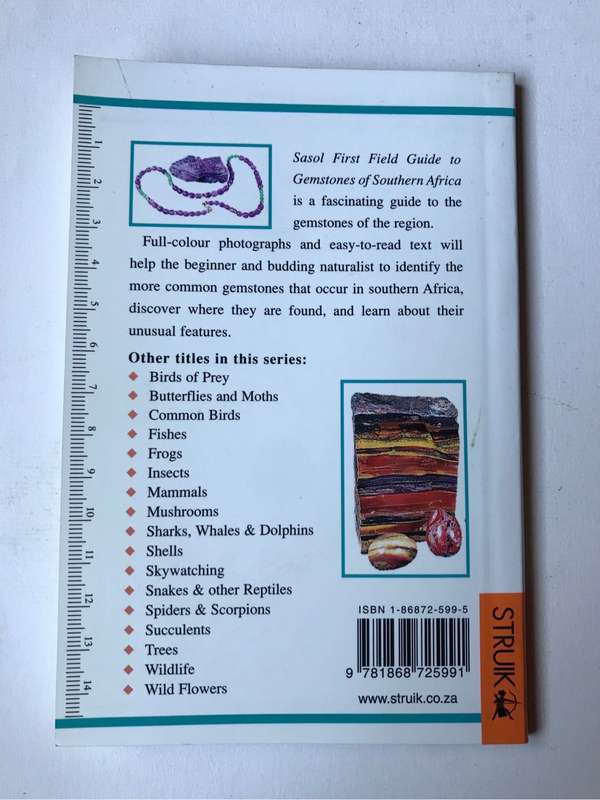 Sasol First Field Guide to
Gemstones of Southern Africa
is a fascinating guide to the
gemstones of the region.
Full-colour photographs and easy-to-read text will
help the beginner and budding naturalist to identify the
more common gemstones that occur in southern Africa,
discover where they are found, and learn about their
unusual features.
Other titles in this series:
Birds of Prey
Butterflies and Moths
Common Birds
Fishes
Frogs
Insects
Mammals
Mushrooms
Sharks, Whales & Dolphins
Shells
Skywatching
Snakes & other Reptiles
Spiders & Scorpions
Succulents
Trees
Wildlife
Wild Flowers
1
2
3
4
5
6
7
8
9
10
11
12
13
14
ISBN 1-86872-599-5
9 781868 725991
www.struik.co.za
STRUIK